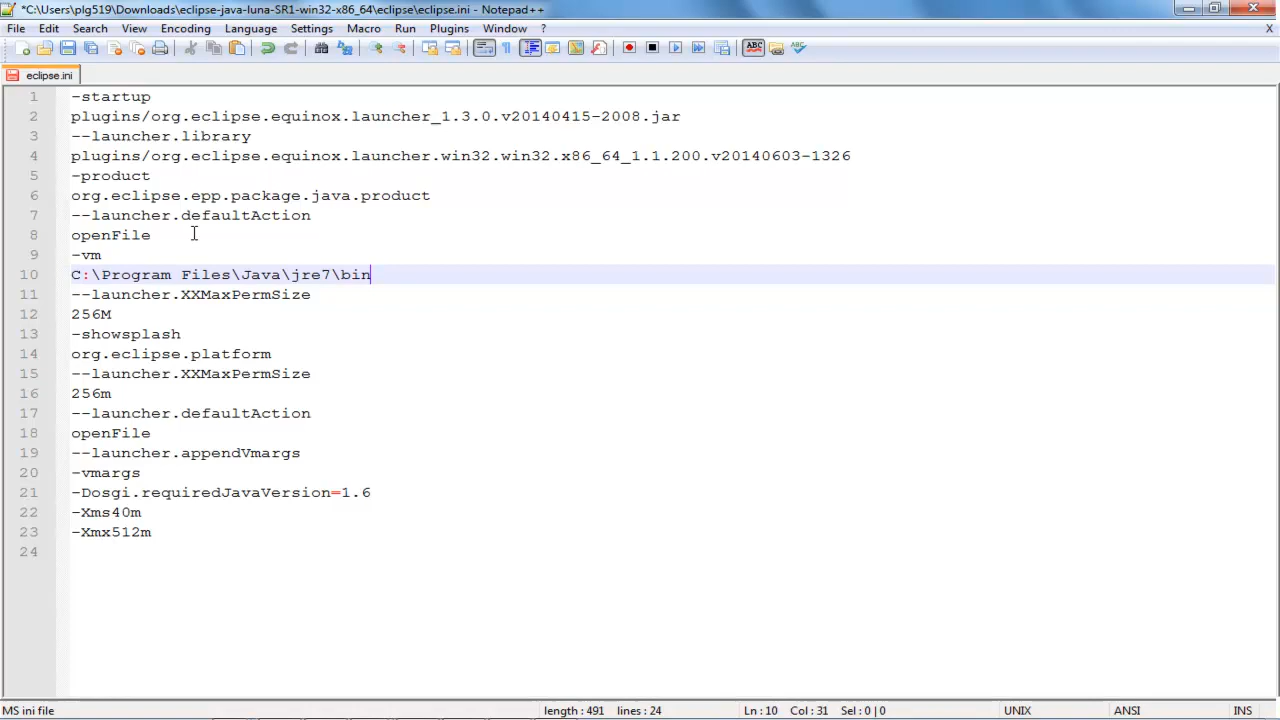 *C:\Users\plg519\Downloads\eclipse-java-luna-SR1-win32-x86_64\eclipse\eclipse.ini - Notepad++
File Edit Search View Encoding Language Settings Macro Run Plugins Window ? X
ABC ABC
eclipse.ini
1 -startup
2 plugins/org.eclipse.equinox.launcher_1.3.0.v20140415-2008.jar
3 --launcher.library
4 plugins/org.eclipse.equinox.launcher.win32.win32.x86_64_1.1.200.v20140603-1326
5 -product
6 org.eclipse.epp.package.java.product
7 --launcher.defaultAction
8 openFile
9 -vm
10 C:\Program Files\Java\jre7\bin
11 --launcher.XXMaxPermSize
12 256M
13 -showsplash
14 org.eclipse.platform
15 --launcher.XXMaxPermSize
16 256m
17 --launcher.defaultAction
18 openFile
19 --launcher.appendVmargs
20 -vmargs
21 -Dosgi.requiredJavaVersion=1.6
22 -Xms40m
23 -Xmx512m
24
MS ini file length : 491 lines : 24 Ln : 10 Col : 31 Sel : 0 | 0 UNIX ANSI INS